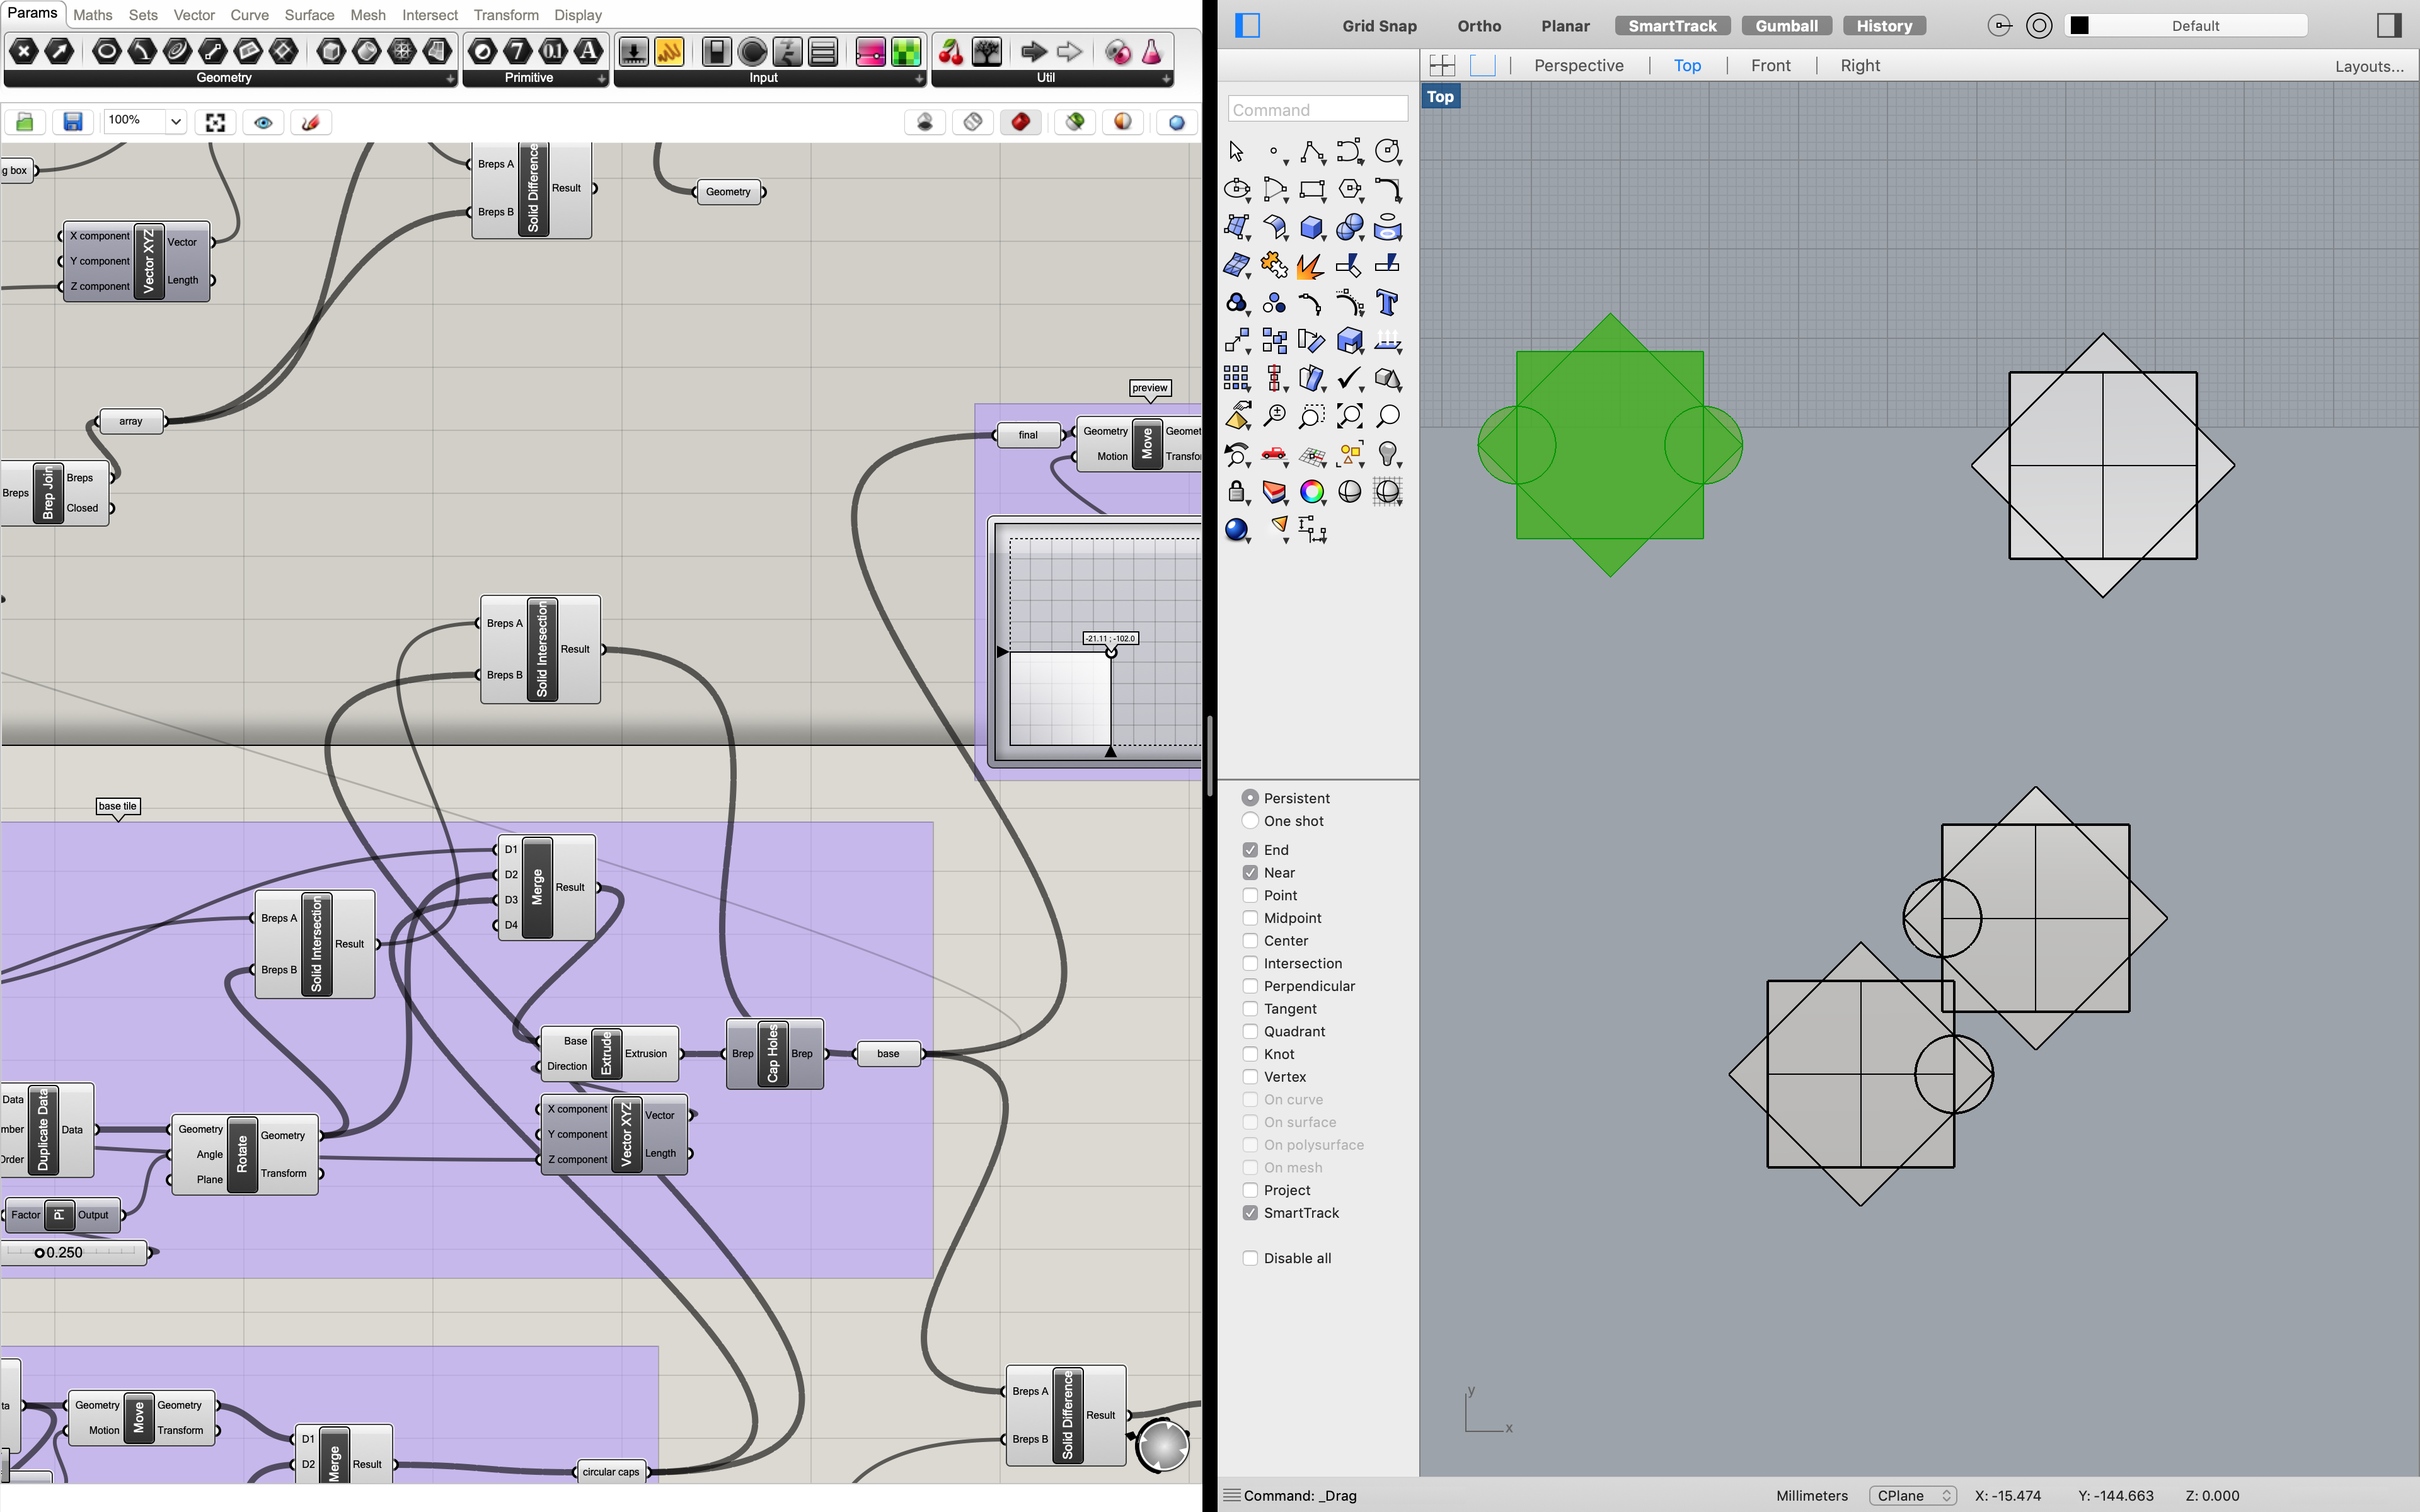 Params Maths Sets Vector Curve Surface Mesh Intersect Transform Display
Geometry Primitive Input Util
100%
g box
X component
Y component
Z component
Vector XYZ
Vector
Length
Breps A
Breps B
Solid Difference
Result
Geometry
array
Breps
Brep Join
Breps
Closed
preview
final
Geometry
Motion
Move
Geomet
Transfo
-21.11 ; -102.0
Breps A
Breps B
Solid Intersection
Result
base tile
D1
D2
D3
D4
Merge
Result
Breps A
Breps B
Solid Intersection
Result
Base
Direction
Extrude
Extrusion
Brep
Cap Holes
Brep
base
X component
Y component
Z component
Vector XYZ
Vector
Length
Data
mber
Order
Duplicate Data
Data
Geometry
Angle
Plane
Rotate
Geometry
Transform
Factor
Pi
Output
0.250
ta
Geometry
Motion
Move
Geometry
Transform
D1
D2
Merge
Result
circular caps
Breps A
Breps B
Solid Difference
Result
Grid Snap Ortho Planar SmartTrack Gumball History Default
Perspective Top Front Right Layouts...
Command
Top
Persistent
One shot
End
Near
Point
Midpoint
Center
Intersection
Perpendicular
Tangent
Quadrant
Knot
Vertex
On curve
On surface
On polysurface
On mesh
Project
SmartTrack
Disable all
y
x
Command: _Drag
Millimeters CPlane X: -15.474 Y: -144.663 Z: 0.000